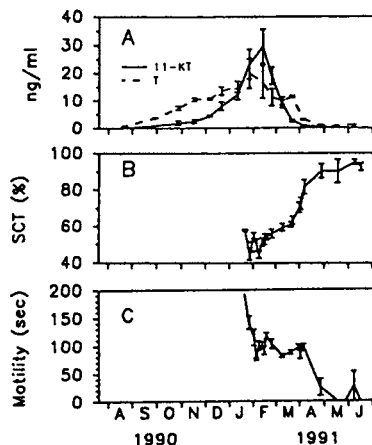 A
11-KT
T
ng/ml
40
30
20
10
0
B
SCT (%)
100
80
60
40
C
Motility (sec)
200
150
100
50
0
A S O N D J F M A M J
1990 1991